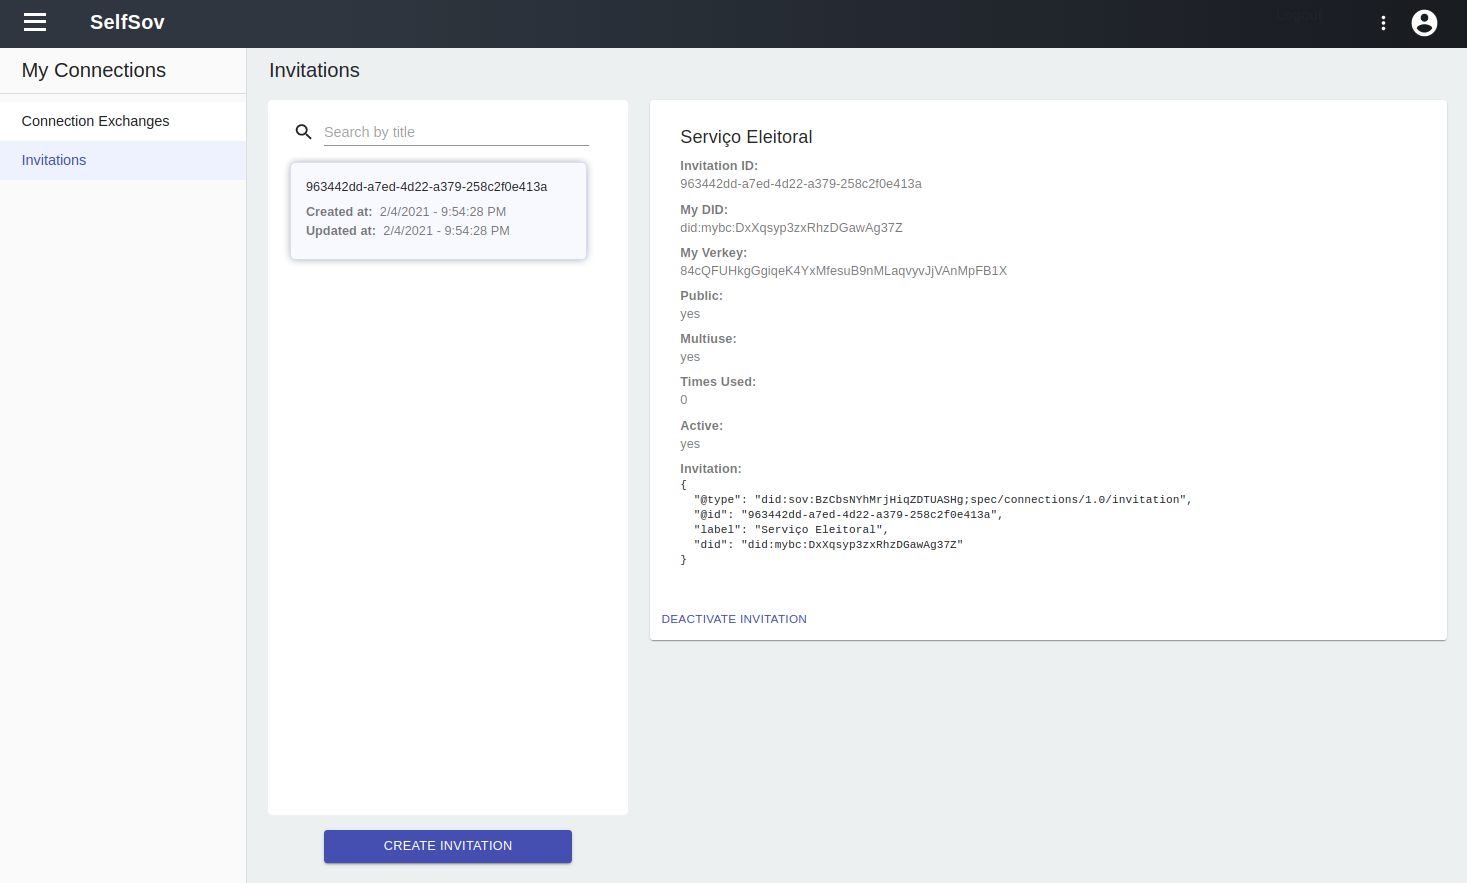 SelfSov
My Connections
Connection Exchanges
Invitations
Invitations
Search by title
963442dd-a7ed-4d22-a379-258c2f0e413a
Created at: 2/4/2021 - 9:54:28 PM
Updated at: 2/4/2021 - 9:54:28 PM
CREATE INVITATION
Serviço Eleitoral
Invitation ID:
963442dd-a7ed-4d22-a379-258c2f0e413a
My DID:
did:mybc:DxXqsyp3zxRhzDGawAg37Z
My Verkey:
84cQFUHkgGgiqeK4YxMfesuB9nMLaqvyvJjVAnMpFB1X
Public:
yes
Multiuse:
yes
Times Used:
0
Active:
yes
Invitation:
{
"@type": "did:sov:BzCbsNYhMrjHiqZDTUASHg;spec/connections/1.0/invitation",
"@id": "963442dd-a7ed-4d22-a379-258c2f0e413a",
"label": "Serviço Eleitoral",
"did": "did:mybc:DxXqsyp3zxRhzDGawAg37Z"
}
DEACTIVATE INVITATION